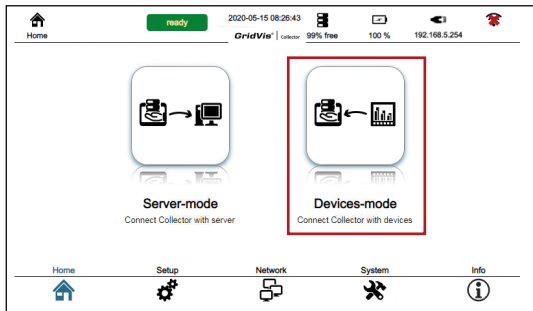 Home
ready
2020-05-15 08:26:43
GridVis® | Collector
99% free
100 %
192.168.5.254
Server-mode
Connect Collector with server
Devices-mode
Connect Collector with devices
Home
Setup
Network
System
Info